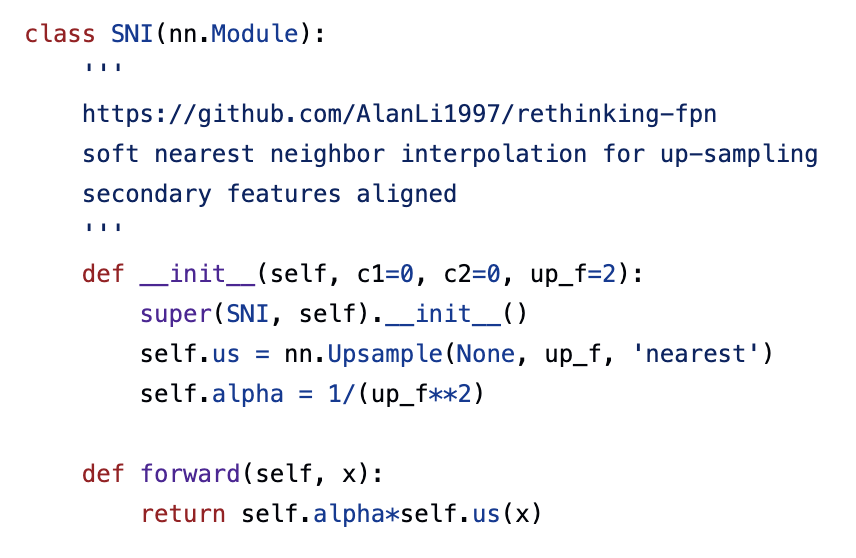 class SNI(nn.Module):
    '''
    https://github.com/AlanLi1997/rethinking-fpn
    soft nearest neighbor interpolation for up-sampling
    secondary features aligned
    '''
    def __init__(self, c1=0, c2=0, up_f=2):
        super(SNI, self).__init__()
        self.us = nn.Upsample(None, up_f, 'nearest')
        self.alpha = 1/(up_f**2)

    def forward(self, x):
        return self.alpha*self.us(x)